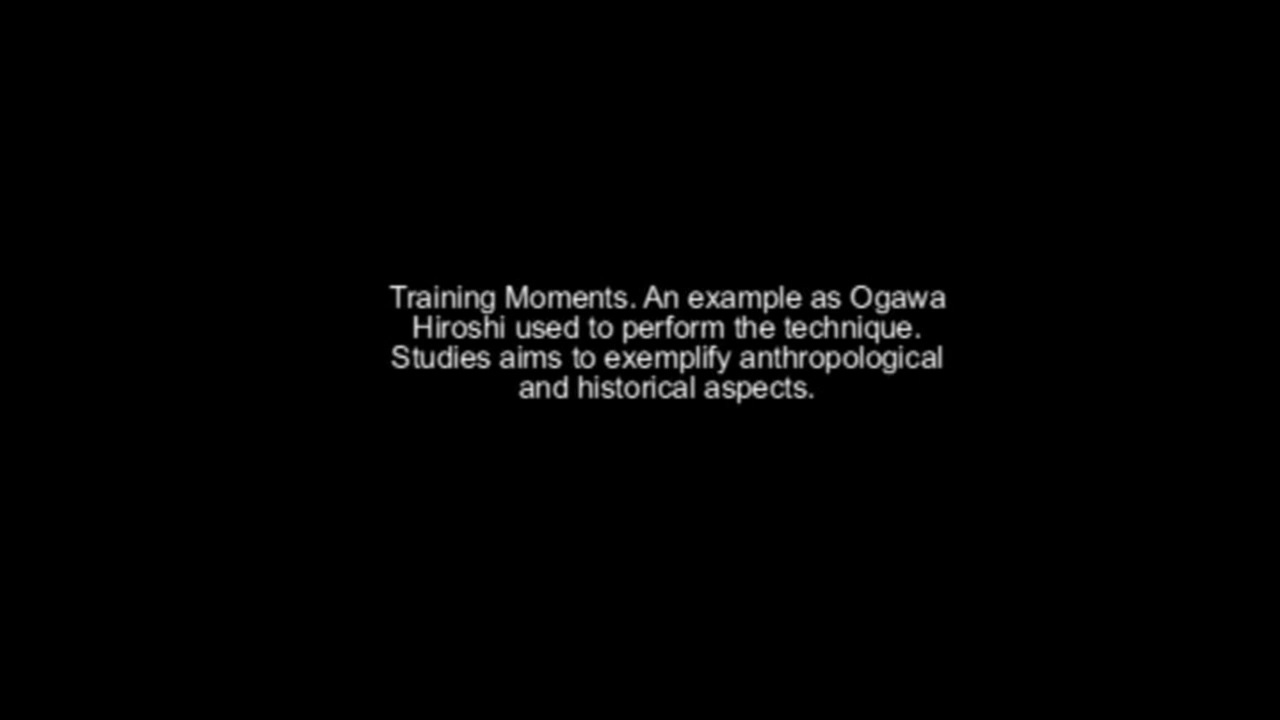 Training Moments. An example as Ogawa
Hiroshi used to perform the technique.
Studies aims to exemplify anthropological
and historical aspects.